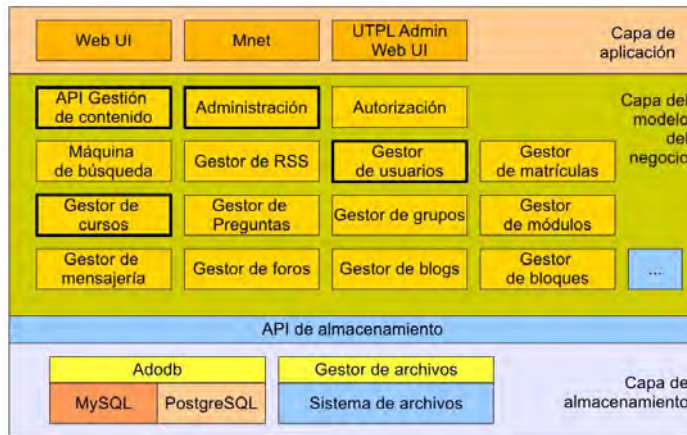 Web UI
Mnet
UTPL Admin
Web UI
Capa de
aplicación
API Gestión
de contenido
Administración
Autorización
Capa del
modelo
del
negocio
Máquina
de búsqueda
Gestor de RSS
Gestor
de usuarios
Gestor
de matrículas
Gestor de
cursos
Gestor de
Preguntas
Gestor de grupos
Gestor
de módulos
Gestor de
mensajería
Gestor de foros
Gestor de blogs
Gestor
de bloques
...
API de almacenamiento
Adodb
MySQL
PostgreSQL
Gestor de archivos
Sistema de archivos
Capa de
almacenamiento